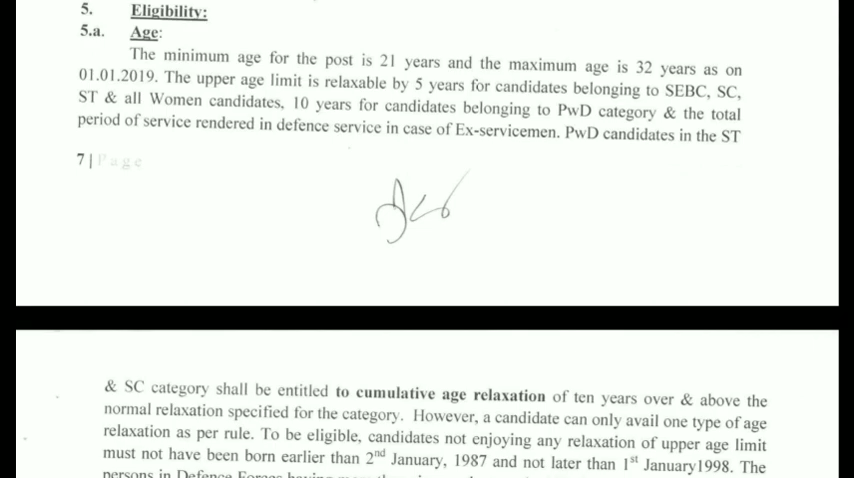 5. Eligibility:
5.a. Age:
The minimum age for the post is 21 years and the maximum age is 32 years as on
01.01.2019. The upper age limit is relaxable by 5 years for candidates belonging to SEBC, SC,
ST & all Women candidates, 10 years for candidates belonging to PwD category & the total
period of service rendered in defence service in case of Ex-servicemen. PwD candidates in the ST
7 | Page
& SC category shall be entitled to cumulative age relaxation of ten years over & above the
normal relaxation specified for the category. However, a candidate can only avail one type of age
relaxation as per rule. To be eligible, candidates not enjoying any relaxation of upper age limit
must not have been born earlier than 2nd January, 1987 and not later than 1st January1998. The
persons in Defence Forces having more